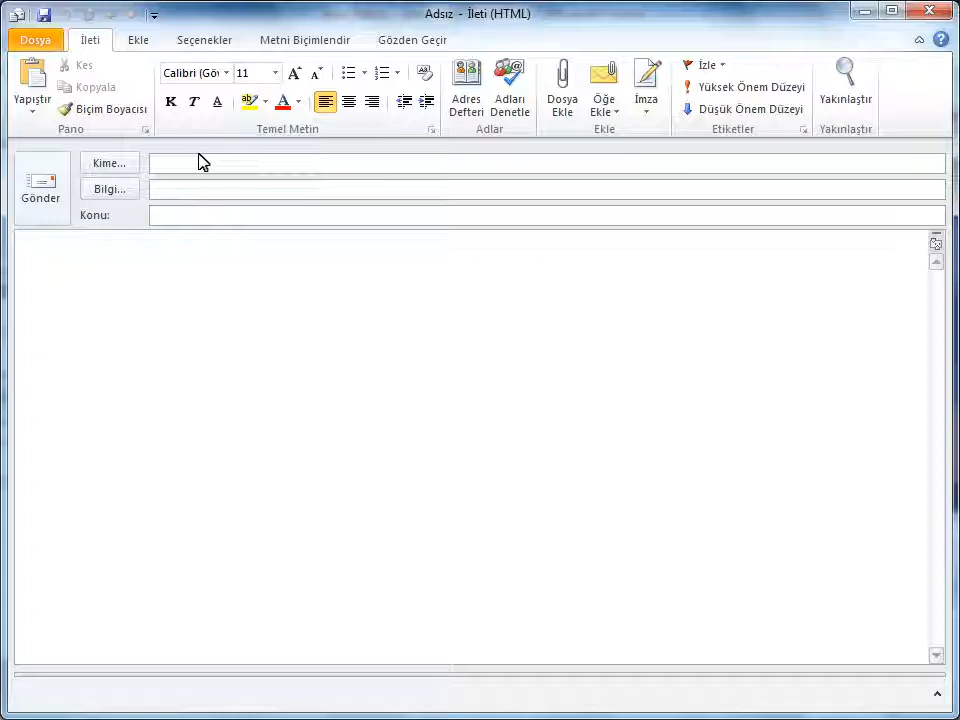 Adsız - İleti (HTML)
Dosya İleti Ekle Seçenekler Metni Biçimlendir Gözden Geçir
Yapıştır
Kes
Kopyala
Biçim Boyacısı
Pano
Calibri (Göv 11
K T A
Temel Metin
Adres Defteri
Adları Denetle
Adlar
Dosya Ekle
Öğe Ekle
İmza
Ekle
İzle
Yüksek Önem Düzeyi
Düşük Önem Düzeyi
Etiketler
Yakınlaştır
Yakınlaştır
Gönder
Kime...
Bilgi...
Konu: